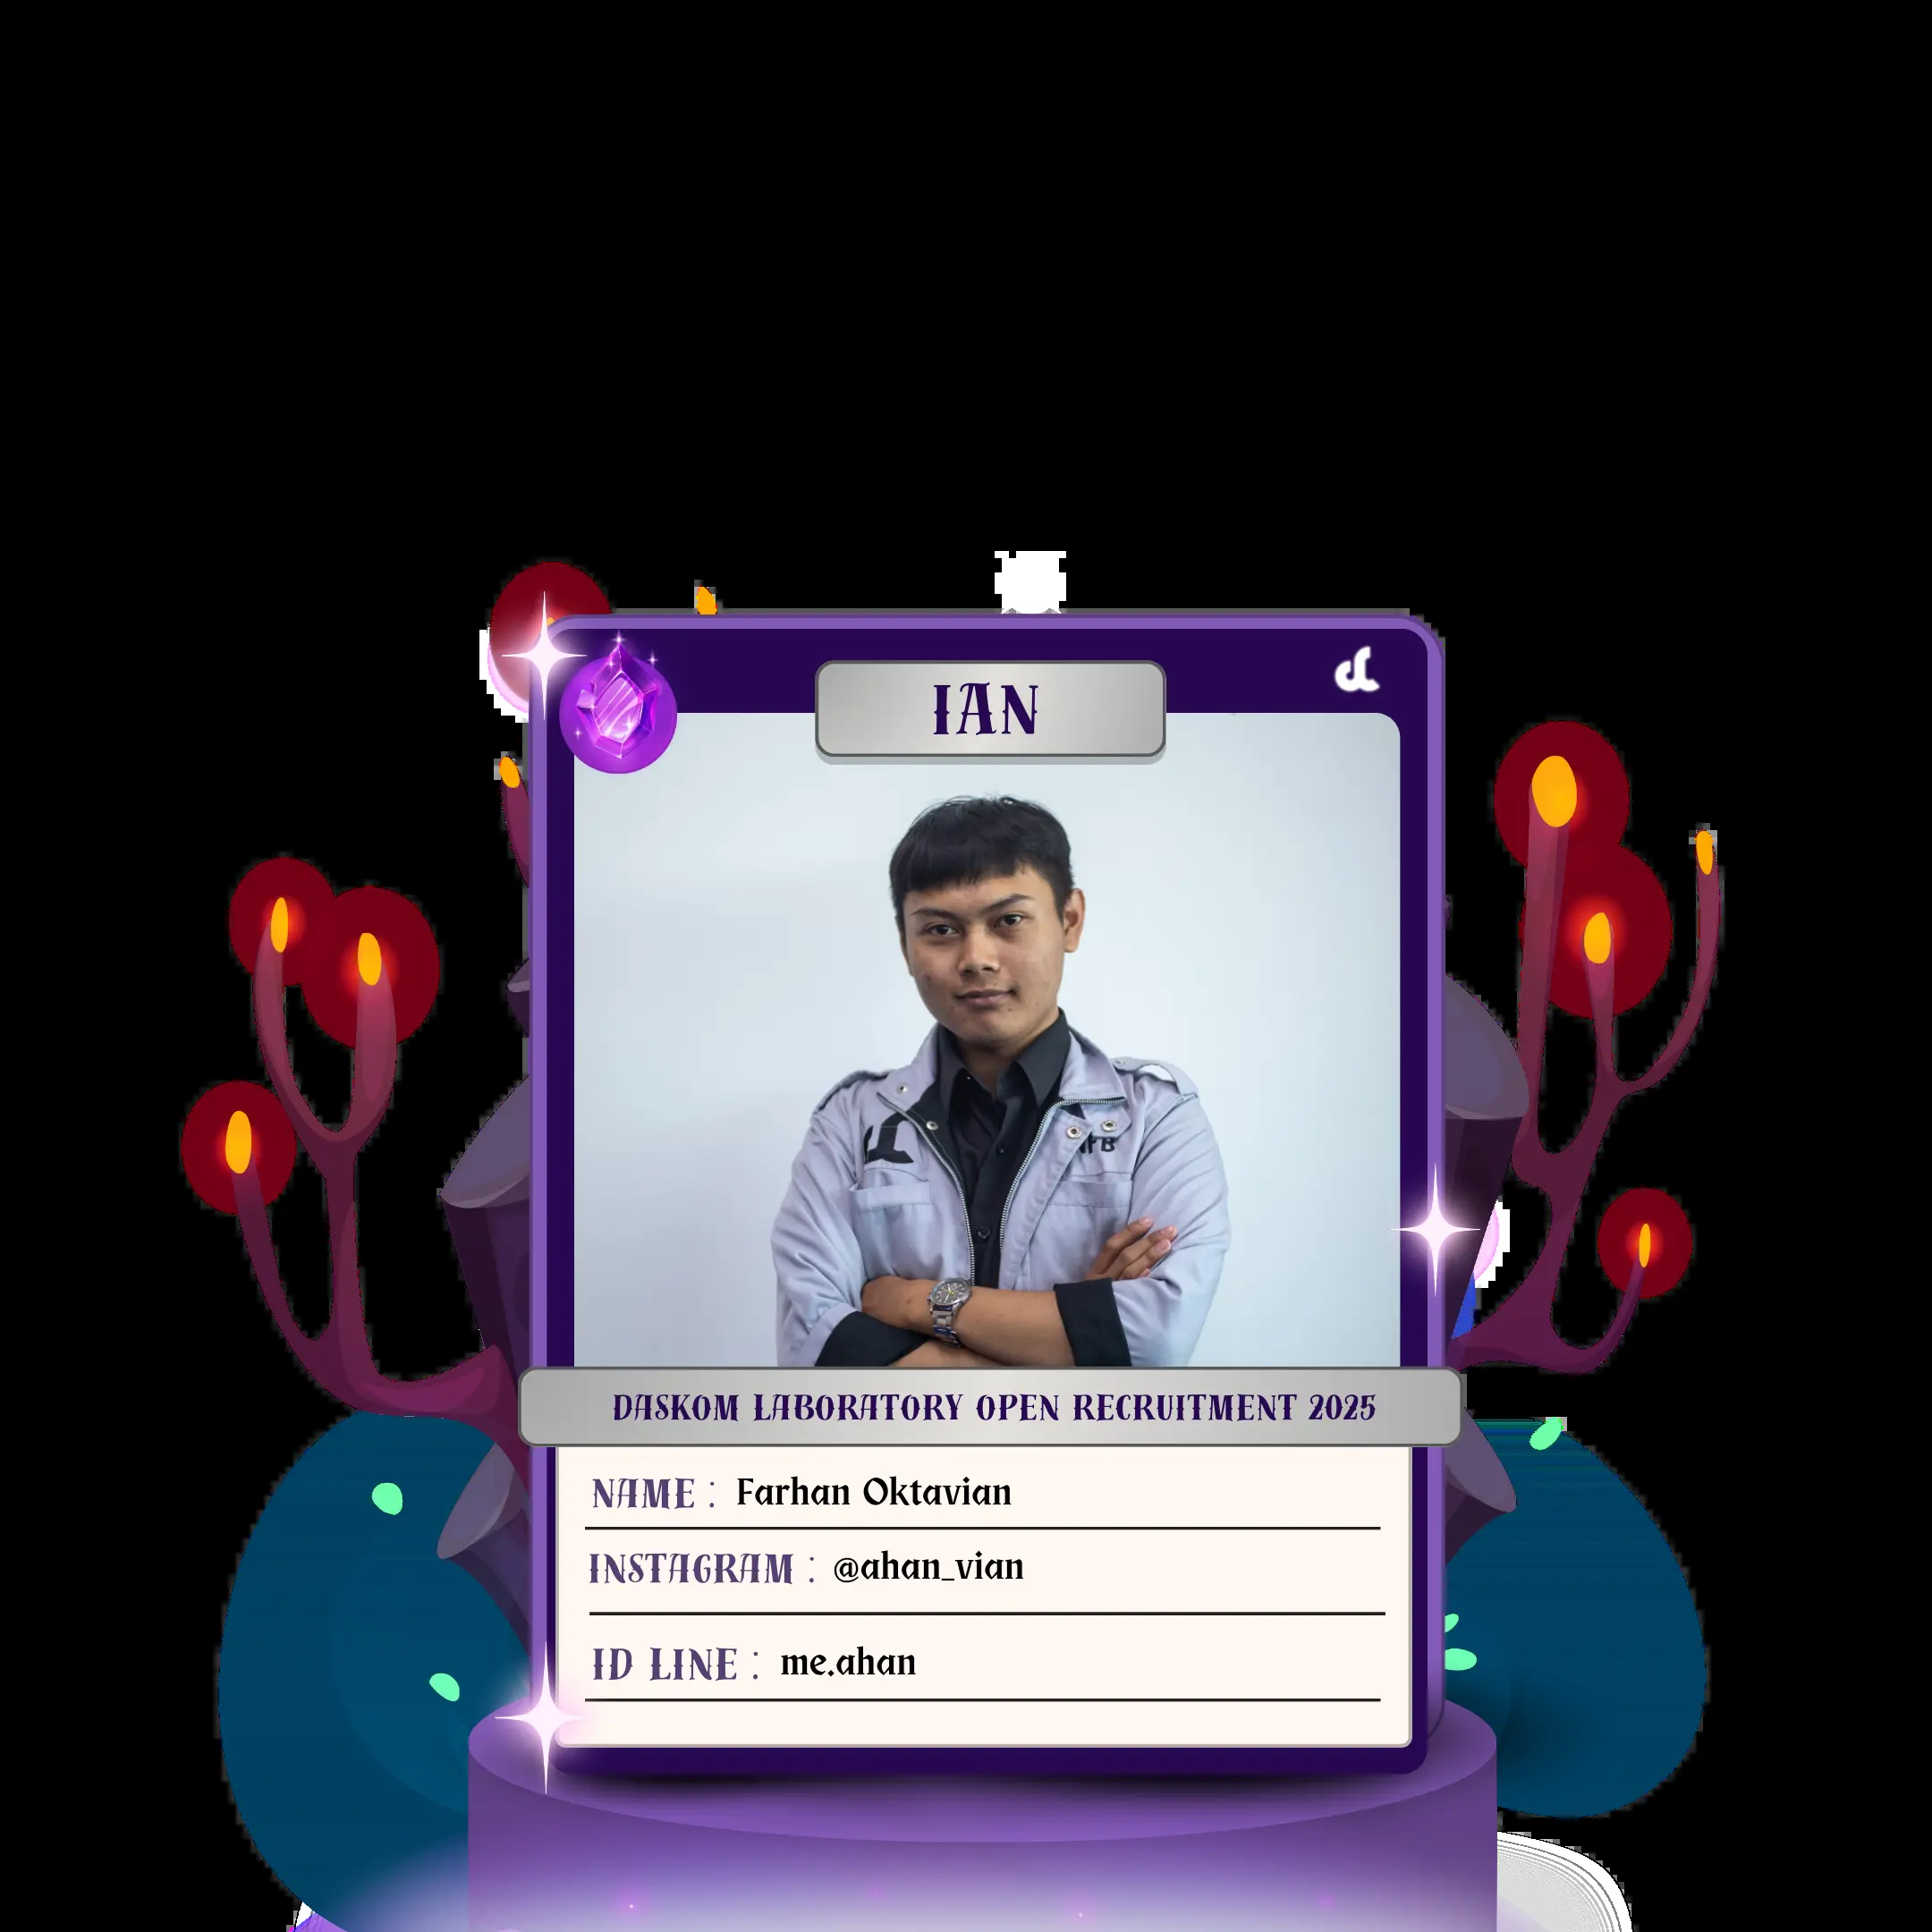 IAN
DASKOM LABORATORY OPEN RECRUITMENT 2025
NAME : Farhan Oktavian
INSTAGRAM : @ahan_vian
ID LINE : me.ahan